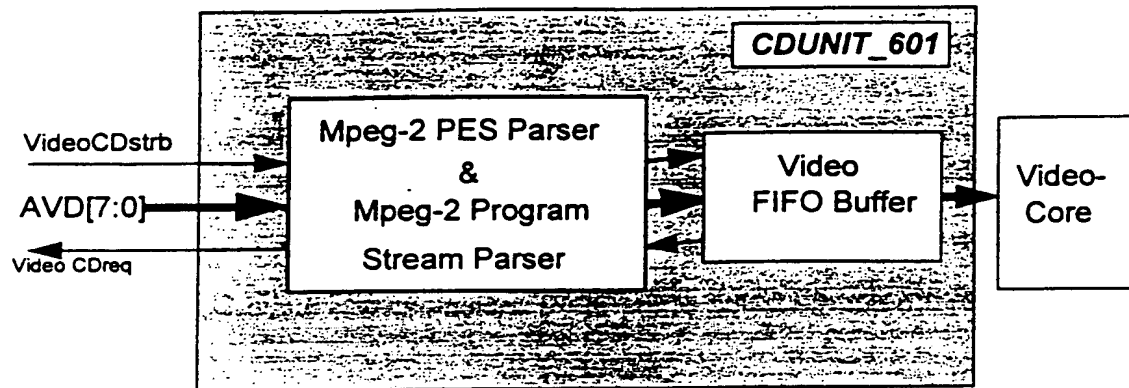 CDUNIT_601
Mpeg-2 PES Parser
&
Mpeg-2 Program
Stream Parser
VideoCDstrb
AVD[7:0]
Video CDreq
Video
FIFO Buffer
Video-
Core